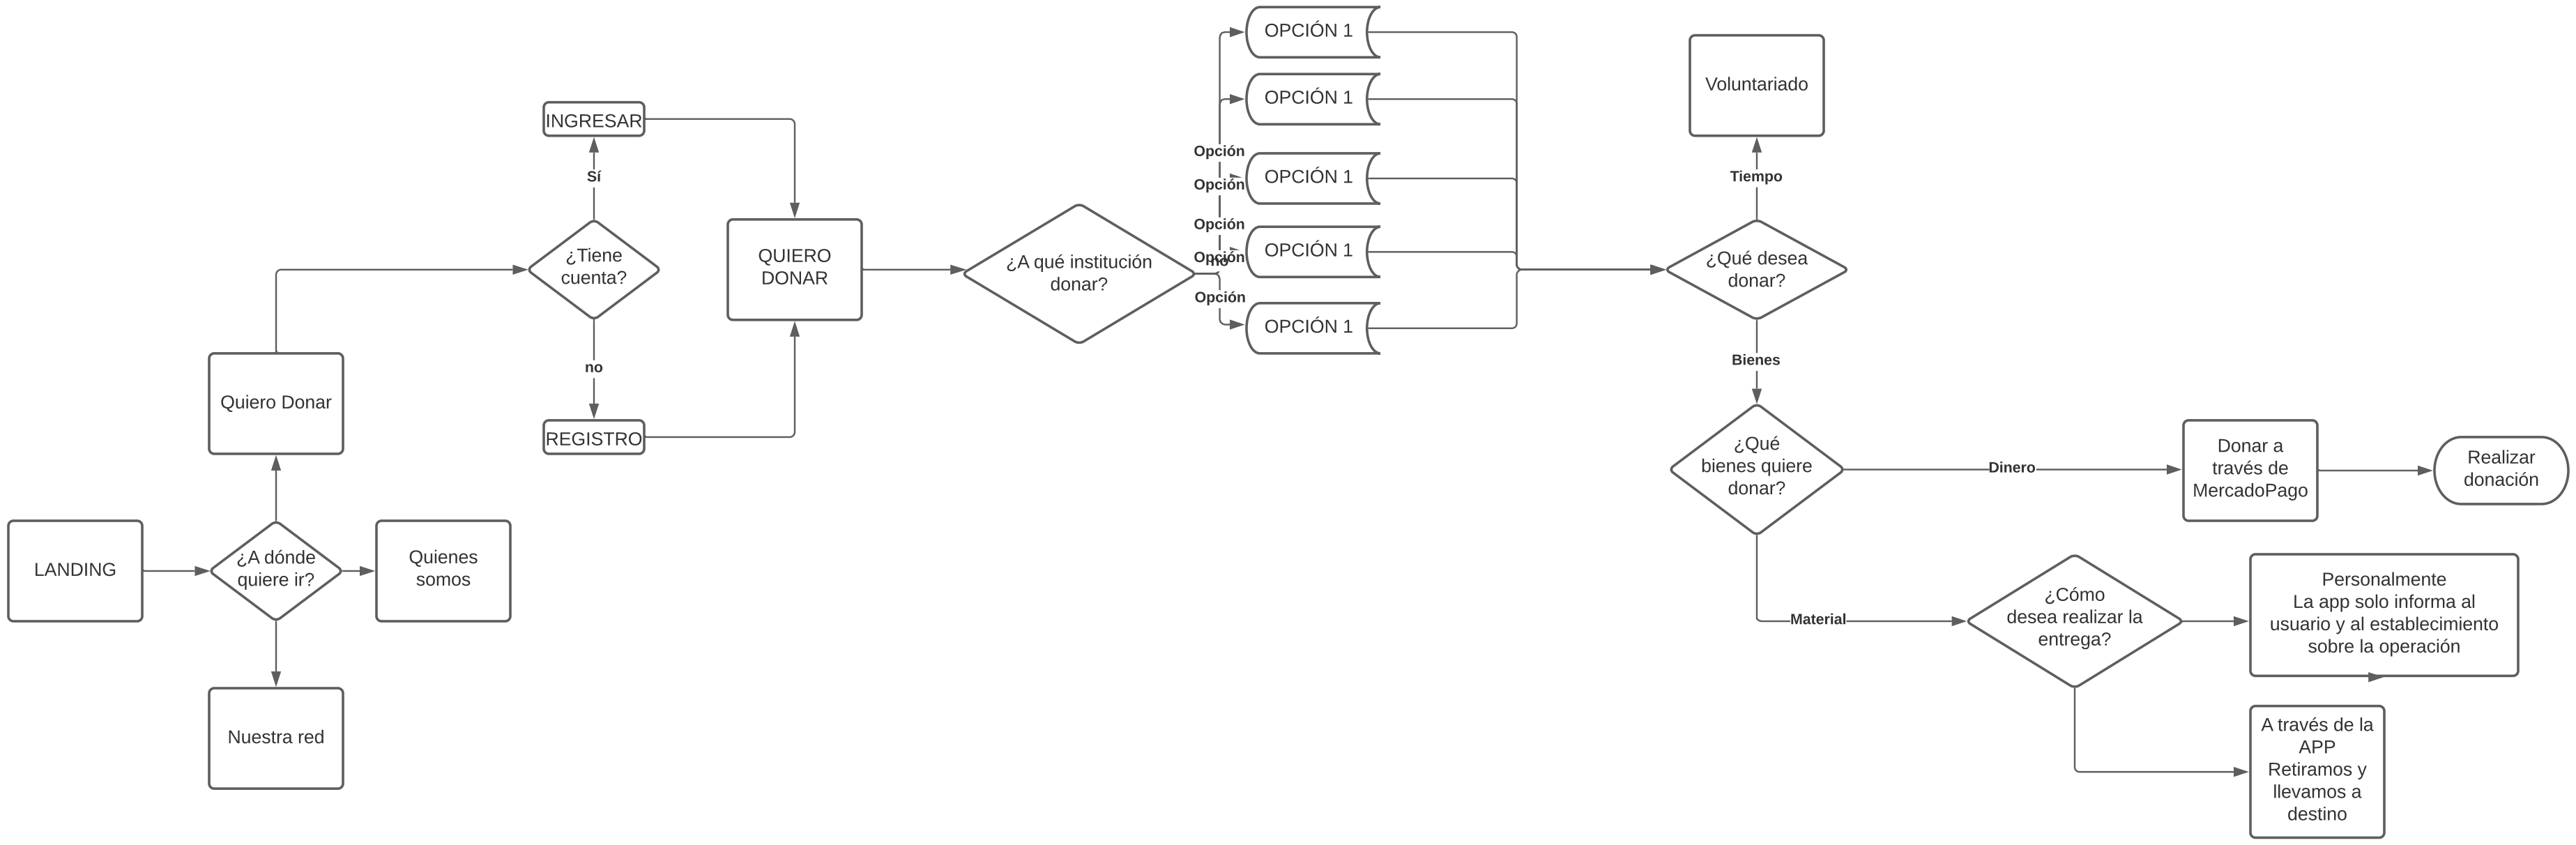 LANDING
¿A dónde
quiere ir?
Quienes
somos
Nuestra red
Quiero Donar
¿Tiene
cuenta?
Sí
INGRESAR
no
REGISTRO
QUIERO
DONAR
¿A qué institución
donar?
Opción
Opción
Opción
Opción
no
Opción
OPCIÓN 1
OPCIÓN 1
OPCIÓN 1
OPCIÓN 1
OPCIÓN 1
¿Qué desea
donar?
Tiempo
Voluntariado
Bienes
¿Qué
bienes quiere
donar?
Dinero
Donar a
través de
MercadoPago
Realizar
donación
Material
¿Cómo
desea realizar la
entrega?
Personalmente
La app solo informa al
usuario y al establecimiento
sobre la operación
A través de la
APP
Retiramos y
llevamos a
destino